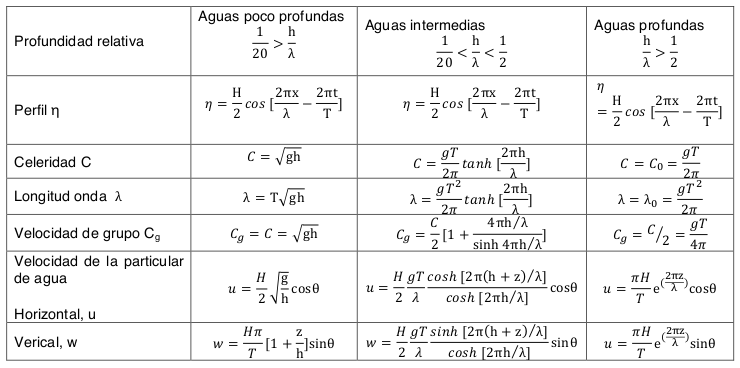 Profundidad relativa
Aguas poco profundas
1/20 > h/λ
Aguas intermedias
1/20 < h/λ < 1/2
Aguas profundas
h/λ > 1/2
Perfil η
η = H/2 cos [2πx/λ − 2πt/T]
η = H/2 cos [2πx/λ − 2πt/T]
η
= H/2 cos [2πx/λ − 2πt/T]
Celeridad C
C = √gh
C = gT/2π tanh [2πh/λ]
C = C₀ = gT/2π
Longitud onda λ
λ = T√gh
λ = gT²/2π tanh [2πh/λ]
λ = λ₀ = gT²/2π
Velocidad de grupo Cg
Cg = C = √gh
Cg = C/2 [1 + 4πh/λ / sinh 4πh/λ]
Cg = C/2 = gT/4π
Velocidad de la particular
de agua
Horizontal, u
u = H/2 √g/h cosθ
u = H/2 gT/λ cosh [2π(h + z)/λ] / cosh [2πh/λ] cosθ
u = πH/T e^(2πz/λ) cosθ
Verical, w
w = Hπ/T [1 + z/h]sinθ
w = H/2 gT/λ sinh [2π(h + z)/λ] / cosh [2πh/λ] sinθ
u = πH/T e^(2πz/λ) sinθ